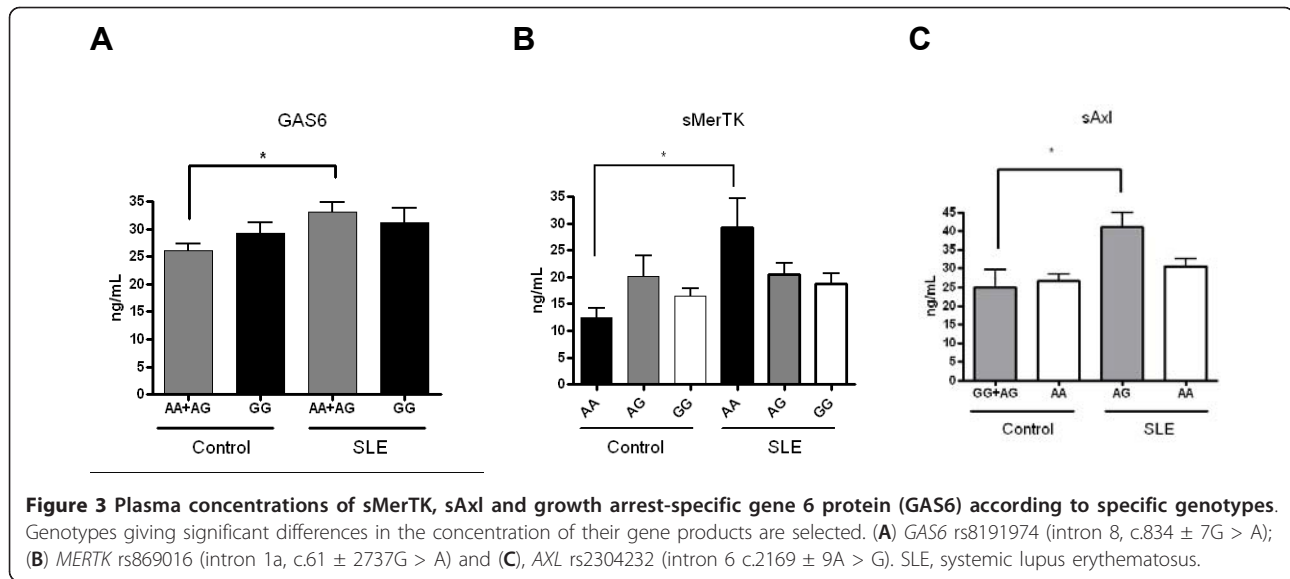 A
B
C
GAS6
sMerTK
sAxl
*
*
*
ng/mL
35
30
25
20
15
10
5
0
AA+AG
GG
AA+AG
GG
Control
SLE
ng/mL
35
30
25
20
15
10
5
0
AA
AG
GG
AA
AG
GG
Control
SLE
ng/mL
45
40
35
30
25
20
15
10
5
0
GG+AG
AA
AG
AA
Control
SLE
Figure 3 Plasma concentrations of sMerTK, sAxl and growth arrest-specific gene 6 protein (GAS6) according to specific genotypes.
Genotypes giving significant differences in the concentration of their gene products are selected. (A) GAS6 rs8191974 (intron 8, c.834 ± 7G > A);
(B) MERTK rs869016 (intron 1a, c.61 ± 2737G > A) and (C), AXL rs2304232 (intron 6 c.2169 ± 9A > G). SLE, systemic lupus erythematosus.